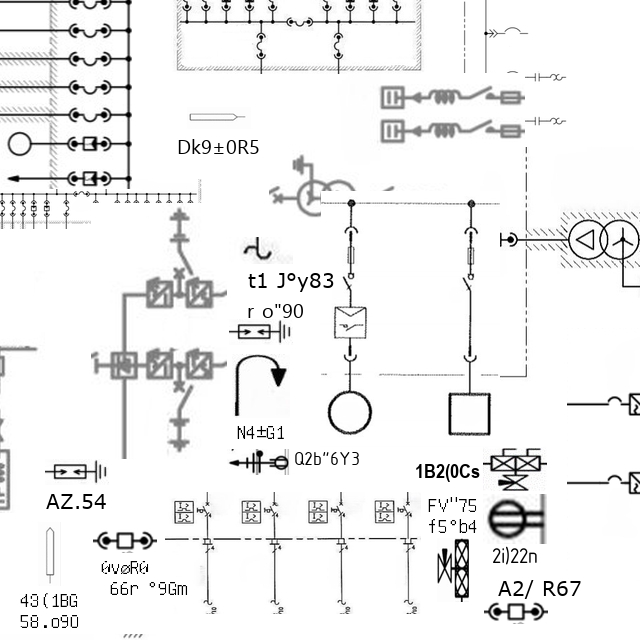 Dk9±0R5
t1 J°y83
r o"90
N4±G1
Q2b"6Y3
1B2(0Cs
AZ.54
FV"75
f5°b4
2i)22n
0vøR0
66r °9Gm
A2/ R67
43(1BG
58.o90